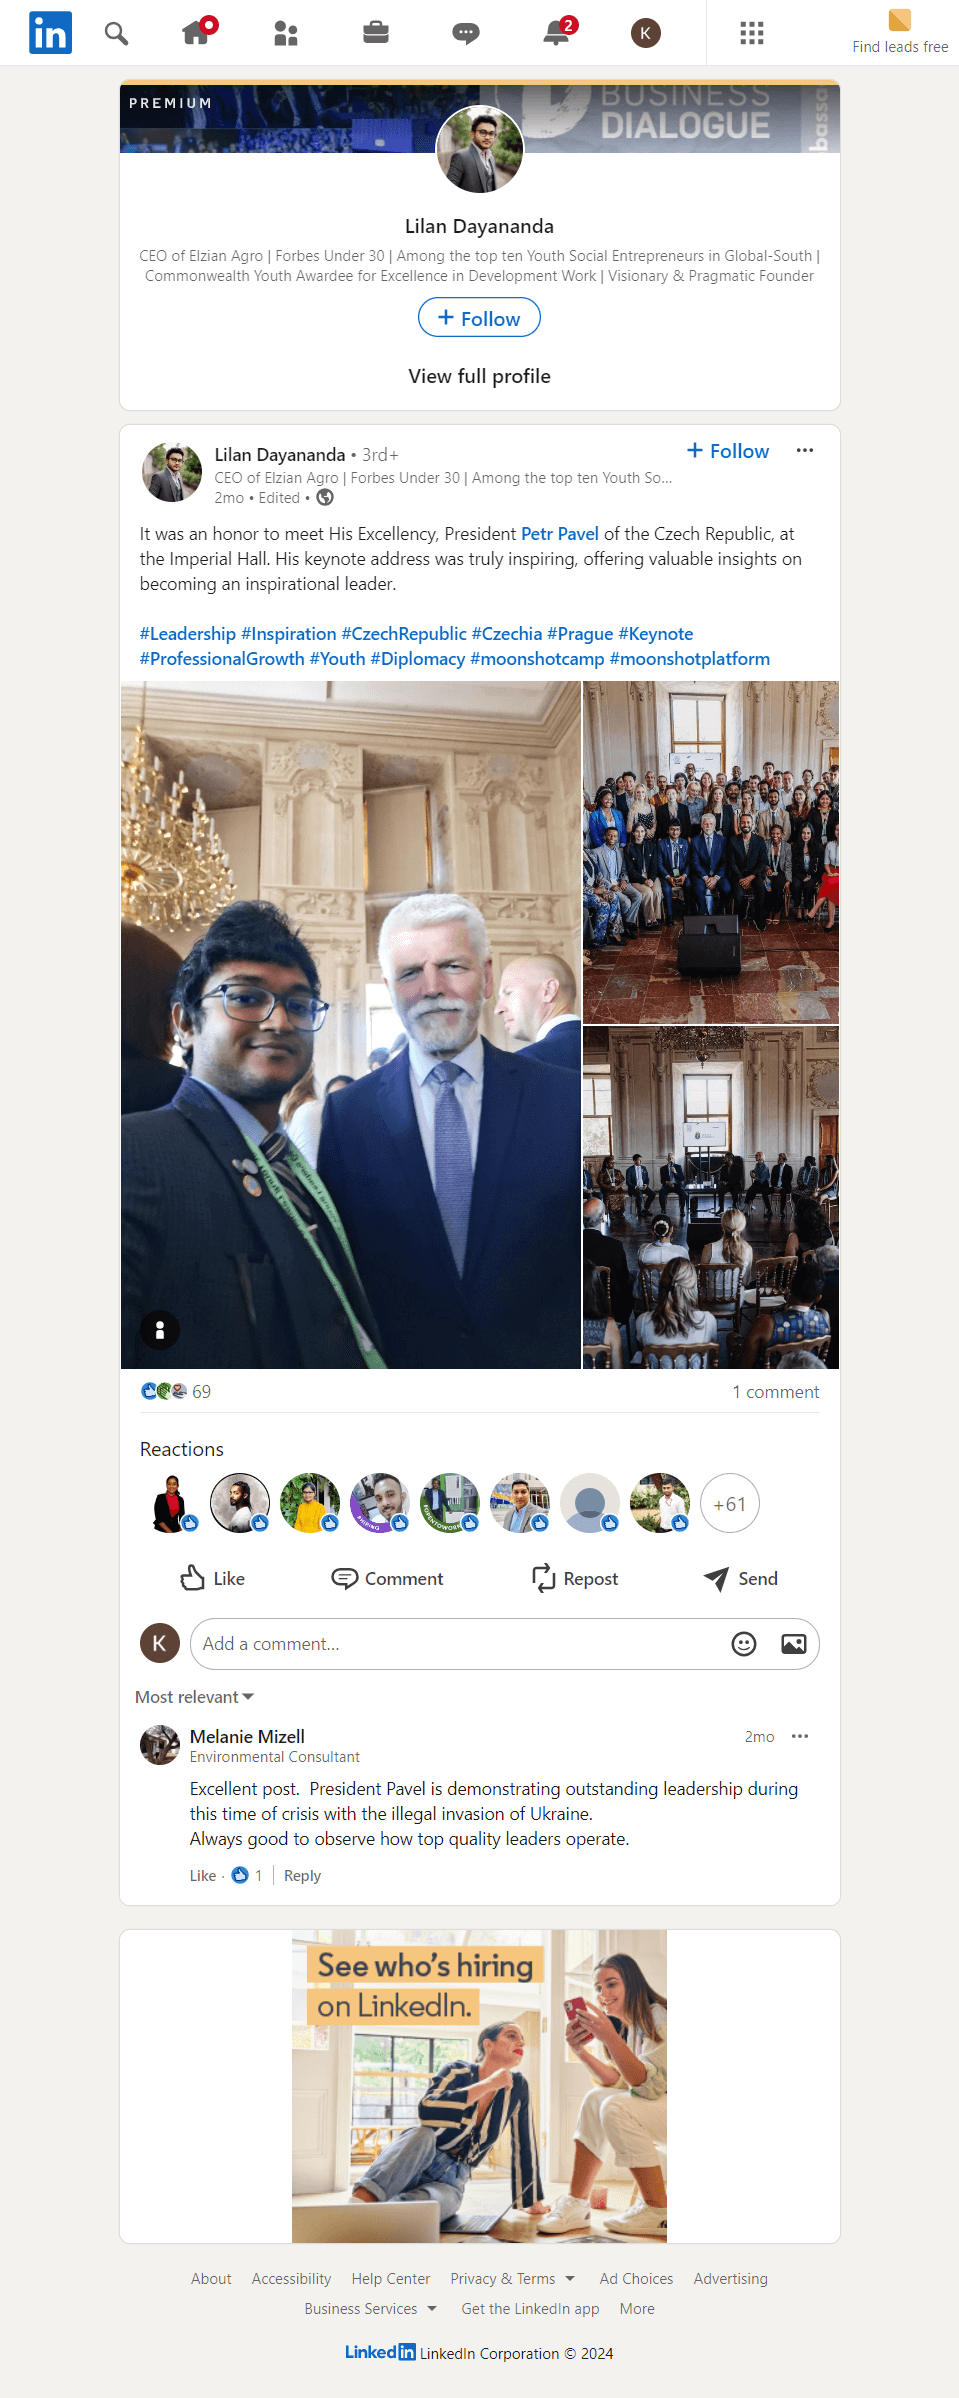 in
2
K
Find leads free
PREMIUM
BUSINESS
DIALOGUE
bassa
Lilan Dayananda
CEO of Elzian Agro | Forbes Under 30 | Among the top ten Youth Social Entrepreneurs in Global-South |
Commonwealth Youth Awardee for Excellence in Development Work | Visionary & Pragmatic Founder
+ Follow
View full profile
Lilan Dayananda • 3rd+
+ Follow
CEO of Elzian Agro | Forbes Under 30 | Among the top ten Youth So...
2mo • Edited •
It was an honor to meet His Excellency, President Petr Pavel of the Czech Republic, at
the Imperial Hall. His keynote address was truly inspiring, offering valuable insights on
becoming an inspirational leader.
#Leadership #Inspiration #CzechRepublic #Czechia #Prague #Keynote
#ProfessionalGrowth #Youth #Diplomacy #moonshotcamp #moonshotplatform
69
1 comment
Reactions
#HIRING
#OPENTOWORK
+61
Like
Comment
Repost
Send
K
Add a comment...
Most relevant
Melanie Mizell
2mo
Environmental Consultant
Excellent post.  President Pavel is demonstrating outstanding leadership during
this time of crisis with the illegal invasion of Ukraine.
Always good to observe how top quality leaders operate.
Like · 1 | Reply
See who's hiring
on LinkedIn.
About Accessibility Help Center Privacy & Terms Ad Choices Advertising
Business Services Get the LinkedIn app More
LinkedIn LinkedIn Corporation © 2024